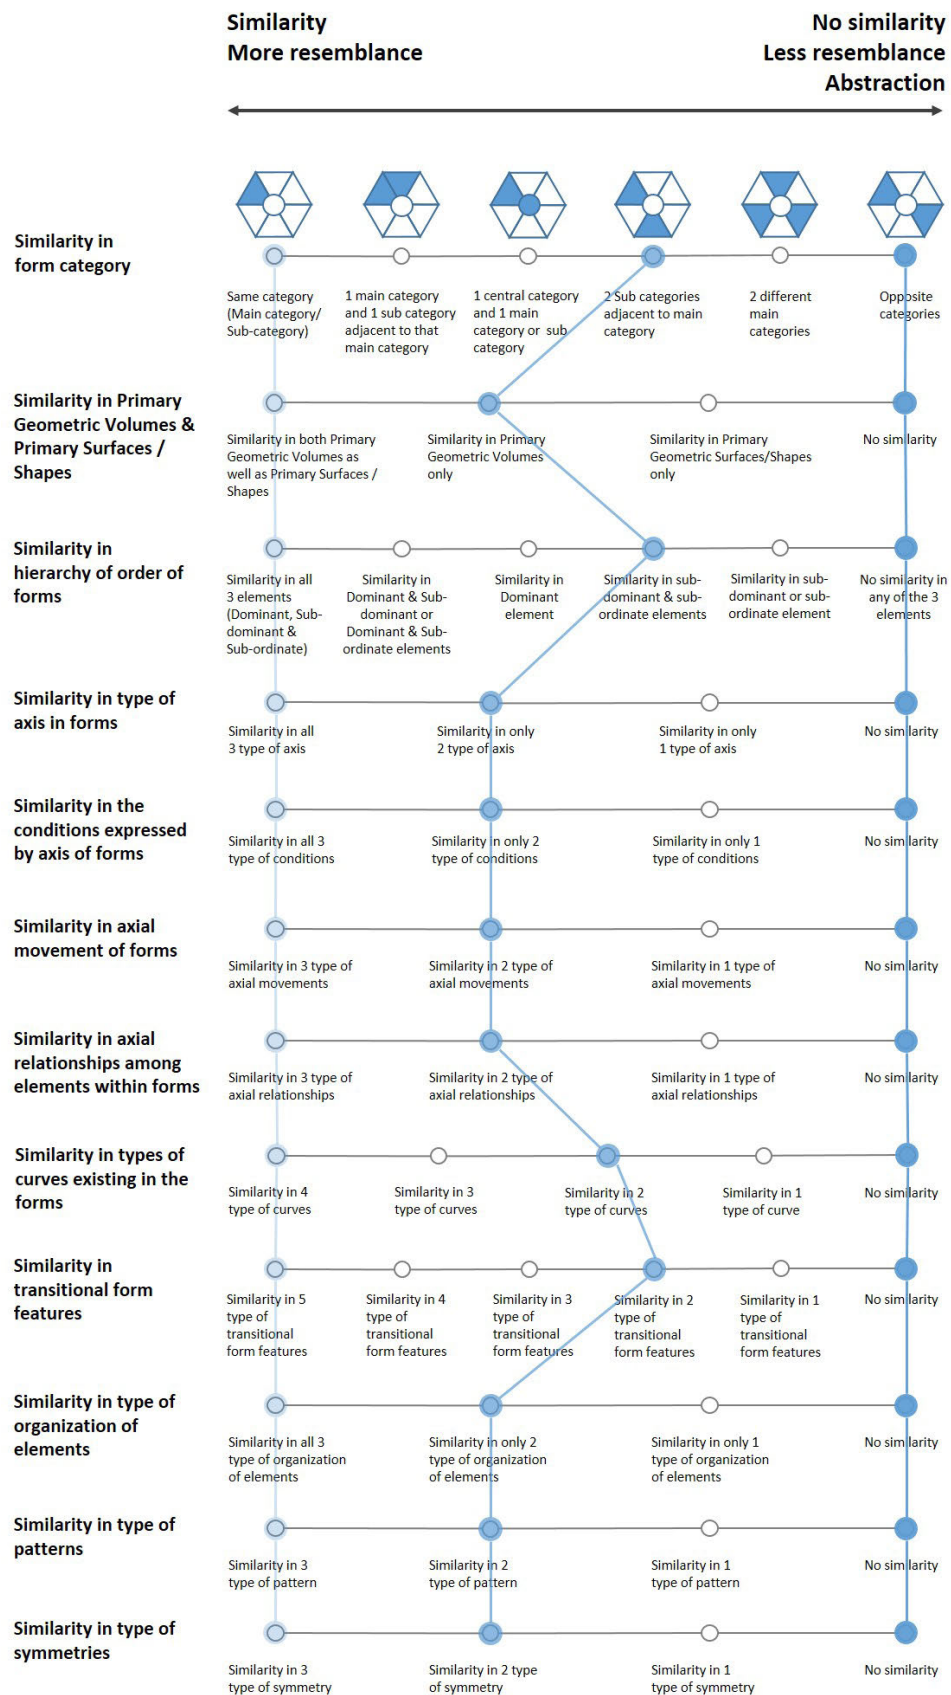 Similarity
More resemblance
No similarity
Less resemblance
Abstraction
Similarity in
form category
Same category
(Main category/
Sub-category)
1 main category
and 1 sub category
adjacent to that
main category
1 central category
and 1 main
category or sub
category
2 Sub categories
adjacent to main
category
2 different
main
categories
Opposite
categories
Similarity in Primary
Geometric Volumes &
Primary Surfaces /
Shapes
Similarity in both Primary
Geometric Volumes as
well as Primary Surfaces /
Shapes
Similarity in Primary
Geometric Volumes
only
Similarity in Primary
Geometric Surfaces/Shapes
only
No similarity
Similarity in
hierarchy of order of
forms
Similarity in all
3 elements
(Dominant, Sub-
dominant &
Sub-ordinate)
Similarity in
Dominant & Sub-
dominant or
Dominant & Sub-
ordinate elements
Similarity in
Dominant
element
Similarity in sub-
dominant & sub-
ordinate elements
Similarity in sub-
dominant or sub-
ordinate element
No similarity in
any of the 3
elements
Similarity in type of
axis in forms
Similarity in all
3 type of axis
Similarity in only
2 type of axis
Similarity in only
1 type of axis
No similarity
Similarity in the
conditions expressed
by axis of forms
Similarity in all 3
type of conditions
Similarity in only 2
type of conditions
Similarity in only 1
type of conditions
No similarity
Similarity in axial
movement of forms
Similarity in 3 type of
axial movements
Similarity in 2 type of
axial movements
Similarity in 1 type of
axial movements
No similarity
Similarity in axial
relationships among
elements within forms
Similarity in 3 type of
axial relationships
Similarity in 2 type of
axial relationships
Similarity in 1 type of
axial relationships
No similarity
Similarity in types of
curves existing in the
forms
Similarity in 4
type of curves
Similarity in 3
type of curves
Similarity in 2
type of curves
Similarity in 1
type of curve
No similarity
Similarity in
transitional form
features
Similarity in 5
type of
transitional
form features
Similarity in 4
type of
transitional
form features
Similarity in 3
type of
transitional
form features
Similarity in 2
type of
transitional
form features
Similarity in 1
type of
transitional
form features
No similarity
Similarity in type of
organization of
elements
Similarity in all 3
type of organization
of elements
Similarity in only 2
type of organization
of elements
Similarity in only 1
type of organization
of elements
No similarity
Similarity in type of
patterns
Similarity in 3
type of pattern
Similarity in 2
type of pattern
Similarity in 1
type of pattern
No similarity
Similarity in type of
symmetries
Similarity in 3
type of symmetry
Similarity in 2 type
of symmetry
Similarity in 1
type of symmetry
No similarity